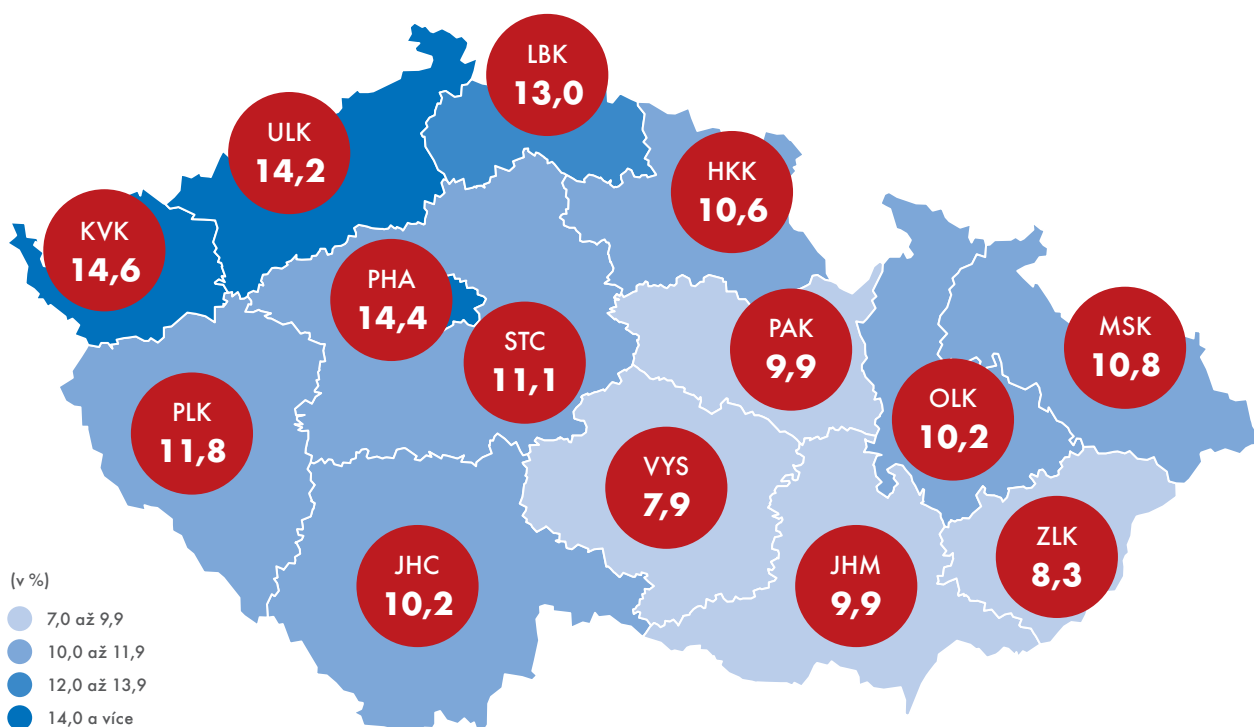 LBK
13,0
ULK
14,2
HKK
10,6
KVK
14,6
PHA
14,4
STC
11,1
PAK
9,9
MSK
10,8
PLK
11,8
OLK
10,2
VYS
7,9
ZLK
8,3
JHC
10,2
JHM
9,9
(v %)
7,0 až 9,9
10,0 až 11,9
12,0 až 13,9
14,0 a více